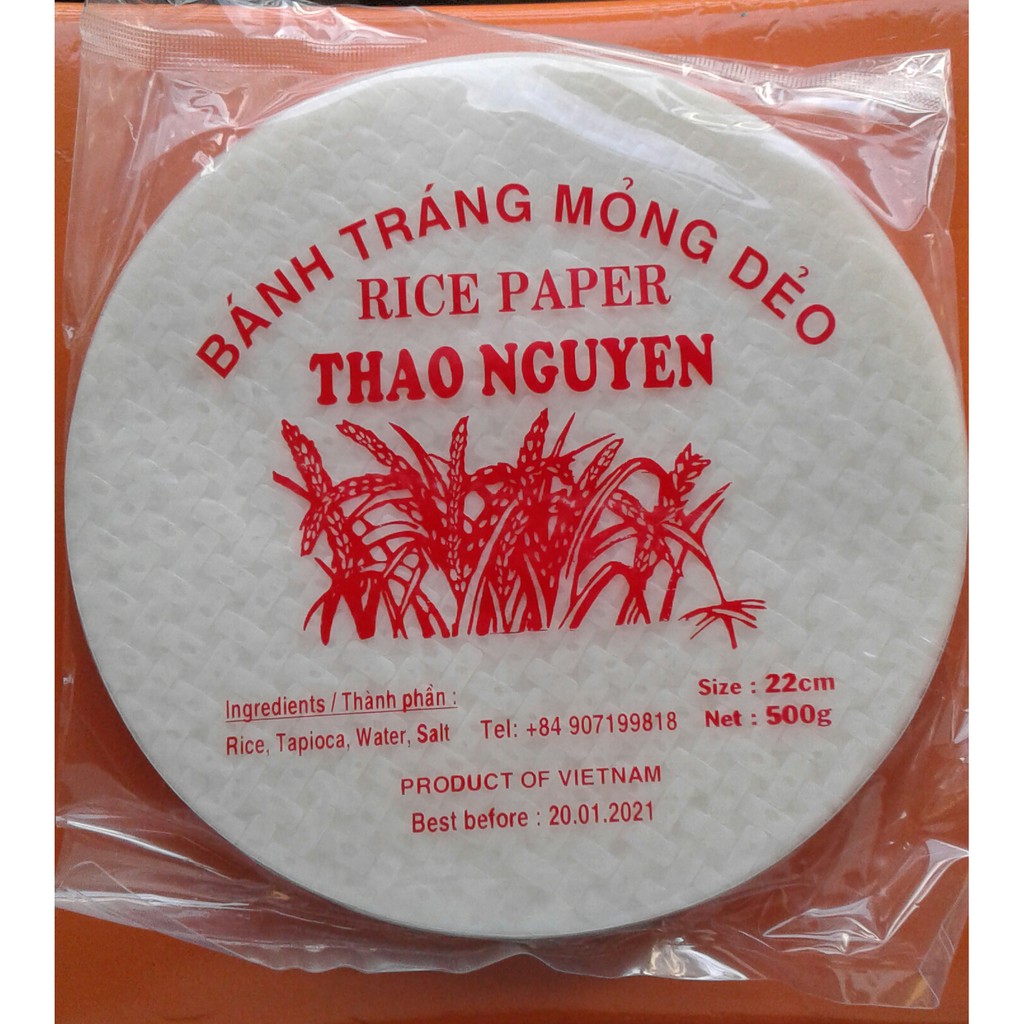 BÁNH TRÁNG MỎNG DẺO
RICE PAPER
THAO NGUYEN
Ingredients / Thành phần :
Rice, Tapioca, Water, Salt
Tel: +84 907199818
Size : 22cm
Net : 500g
PRODUCT OF VIETNAM
Best before : 20.01.2021